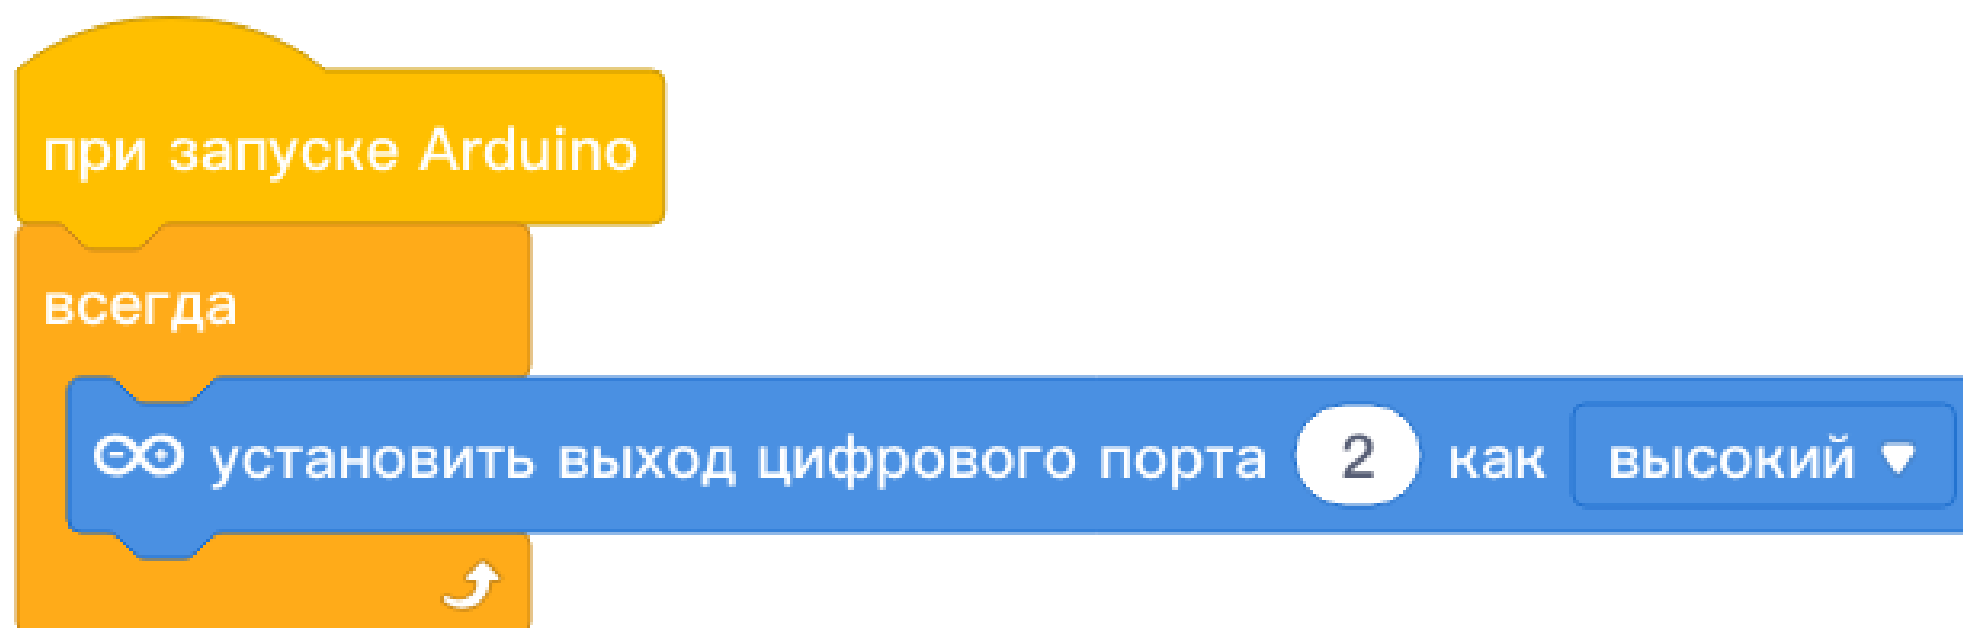 при запуске Arduino
всегда
установить выход цифрового порта 2 как высокий